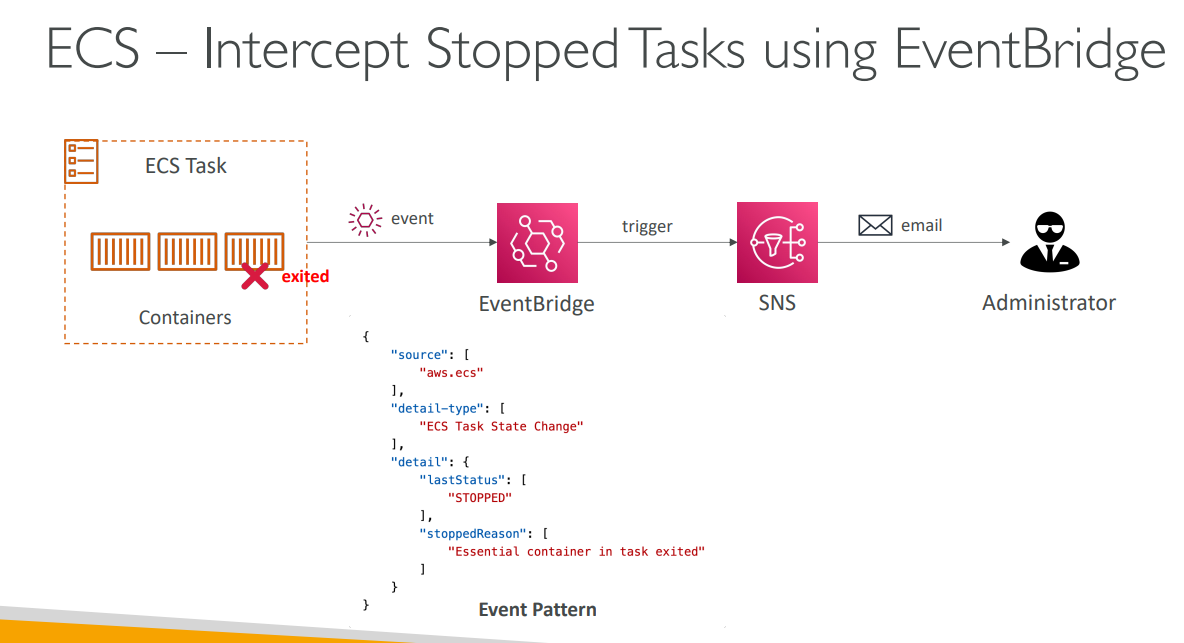 ECS – Intercept Stopped Tasks using EventBridge
ECS Task
exited
Containers
event
EventBridge
trigger
SNS
email
Administrator
{
"source": [
"aws.ecs"
],
"detail-type": [
"ECS Task State Change"
],
"detail": {
"lastStatus": [
"STOPPED"
],
"stoppedReason": [
"Essential container in task exited"
]
}
}
Event Pattern